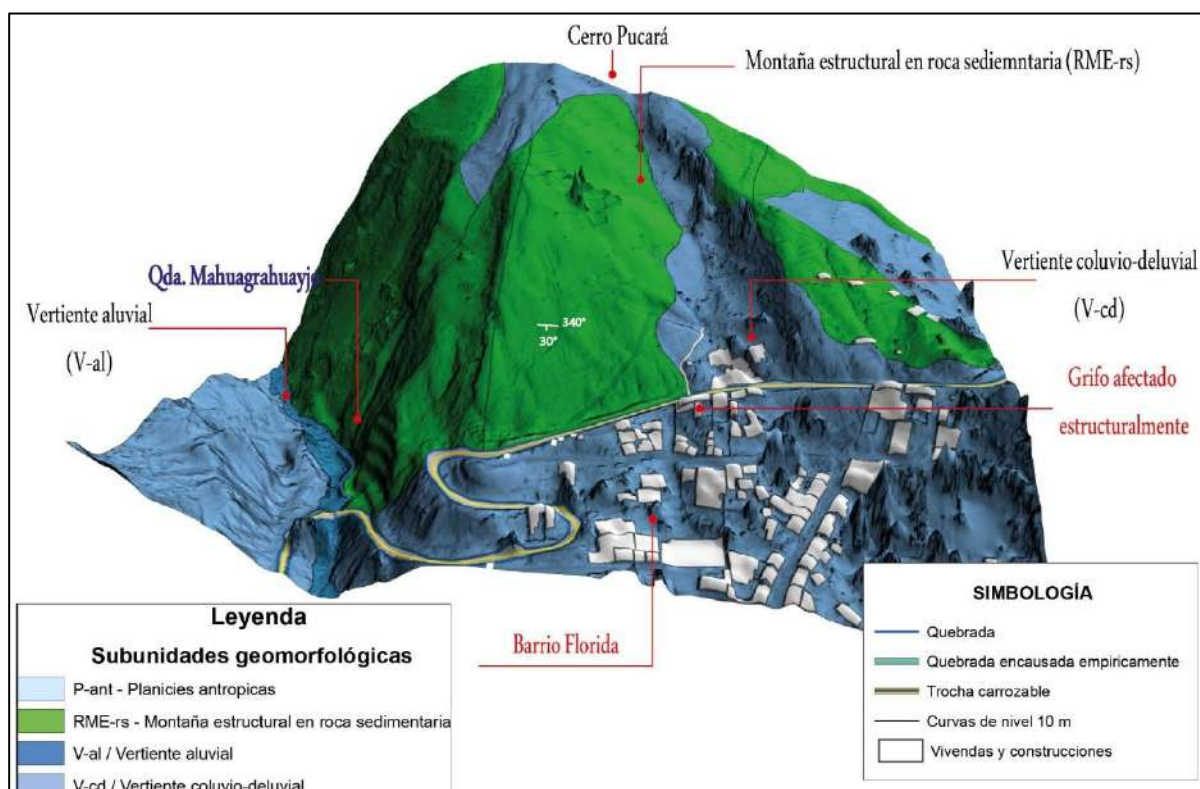 Cerro Pucará
Montaña estructural en roca sediemntaria (RME-rs)
Qda. Mahuagrahuayjo
Vertiente aluvial
(V-al)
Vertiente coluvio-deluvial
(V-cd)
Grifo afectado
estructuralmente
340°
30°
Barrio Florida
Leyenda
Subunidades geomorfológicas
P-ant - Planicies antropicas
RME-rs - Montaña estructural en roca sedimentaria
V-al / Vertiente aluvial
V-cd / Vertiente coluvio-deluvial
SIMBOLOGÍA
Quebrada
Quebrada encausada empiricamente
Trocha carrozable
Curvas de nivel 10 m
Vivendas y construcciones